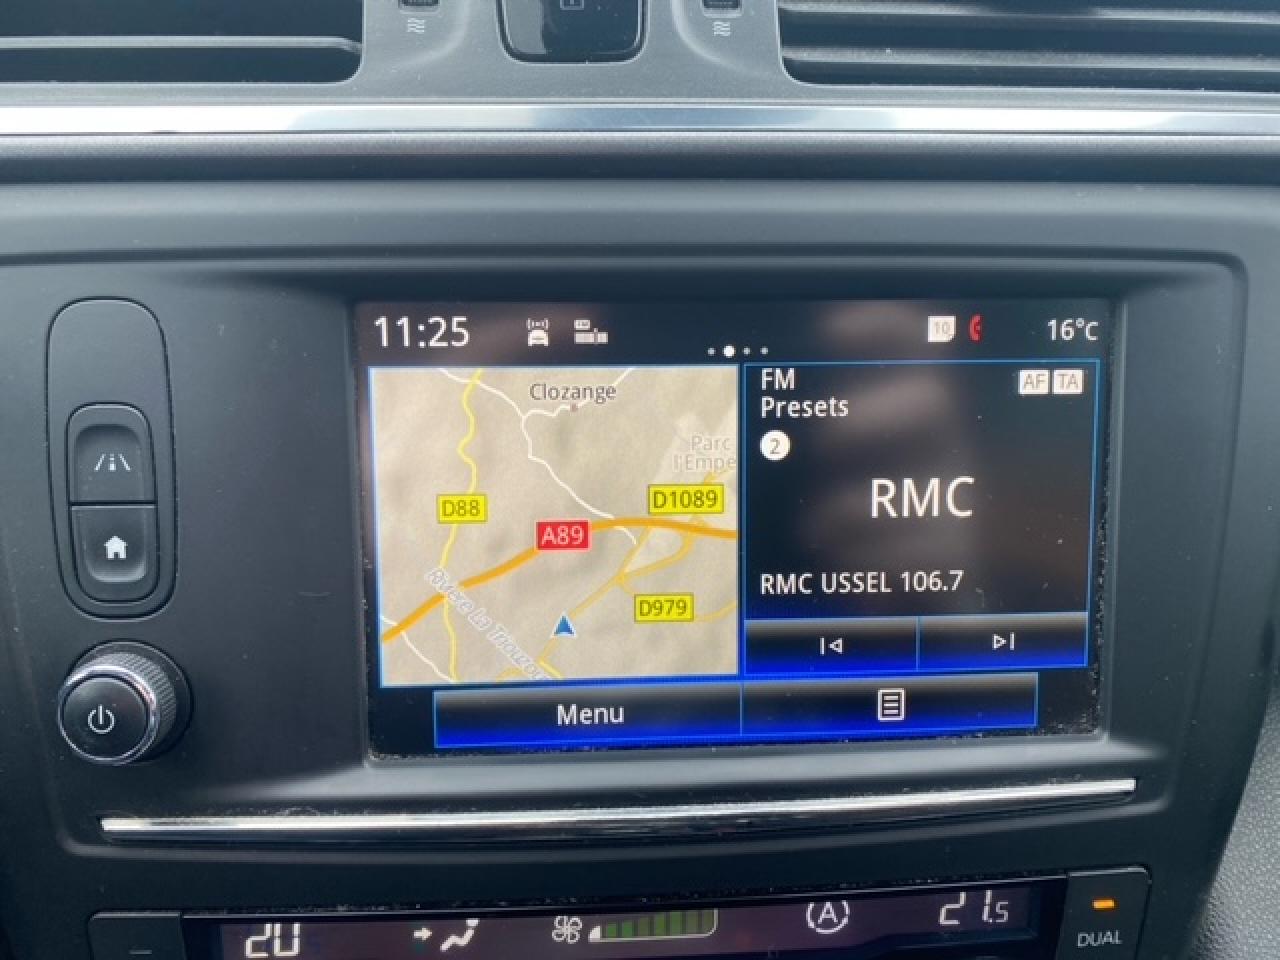 11:25
10
16°C
Clozange
Parc
l'Empe
D88
D1089
A89
D979
Rivière La Triouzoune
FM
Presets
AF TA
2
RMC
RMC USSEL 106.7
Menu
20
A
21.5
DUAL